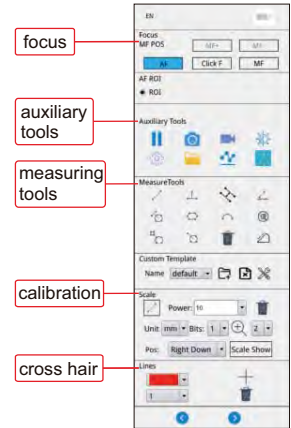 EN
focus
Focus
MF POS
MF+
AF
Click F
MF
AF ROI
ROI
auxiliary
tools
Auxiliary Tools
measuring
tools
MeasureTools
Custom Template
Name default
calibration
Scale
Power: 10
Unit mm Bits: 1 2
Pos: Right Down Scale Show
cross hair
Lines
1